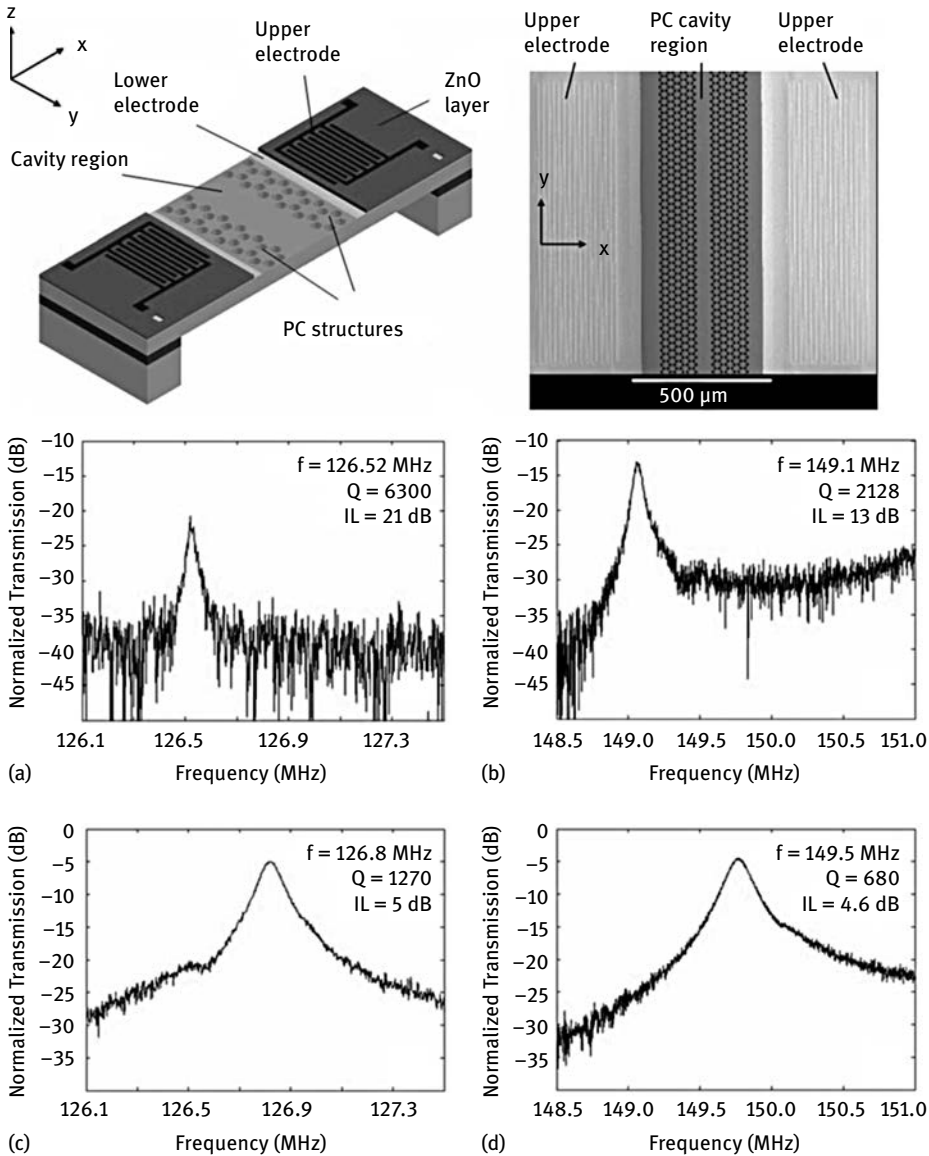 z
x
y
Upper
electrode
Lower
electrode
ZnO
layer
Cavity region
PC structures
Upper
electrode
PC cavity
region
Upper
electrode
y
x
500 µm
Normalized Transmission (dB)
−10
−15
−20
−25
−30
−35
−40
−45
f = 126.52 MHz
Q = 6300
IL = 21 dB
126.1 126.5 126.9 127.3
(a) Frequency (MHz)
Normalized Transmission (dB)
−10
−15
−20
−25
−30
−35
−40
−45
f = 149.1 MHz
Q = 2128
IL = 13 dB
148.5 149.0 149.5 150.0 150.5 151.0
(b) Frequency (MHz)
Normalized Transmission (dB)
0
−5
−10
−15
−20
−25
−30
−35
f = 126.8 MHz
Q = 1270
IL = 5 dB
126.1 126.5 126.9 127.3
(c) Frequency (MHz)
Normalized Transmission (dB)
0
−5
−10
−15
−20
−25
−30
−35
f = 149.5 MHz
Q = 680
IL = 4.6 dB
148.5 149.0 149.5 150.0 150.5 151.0
(d) Frequency (MHz)